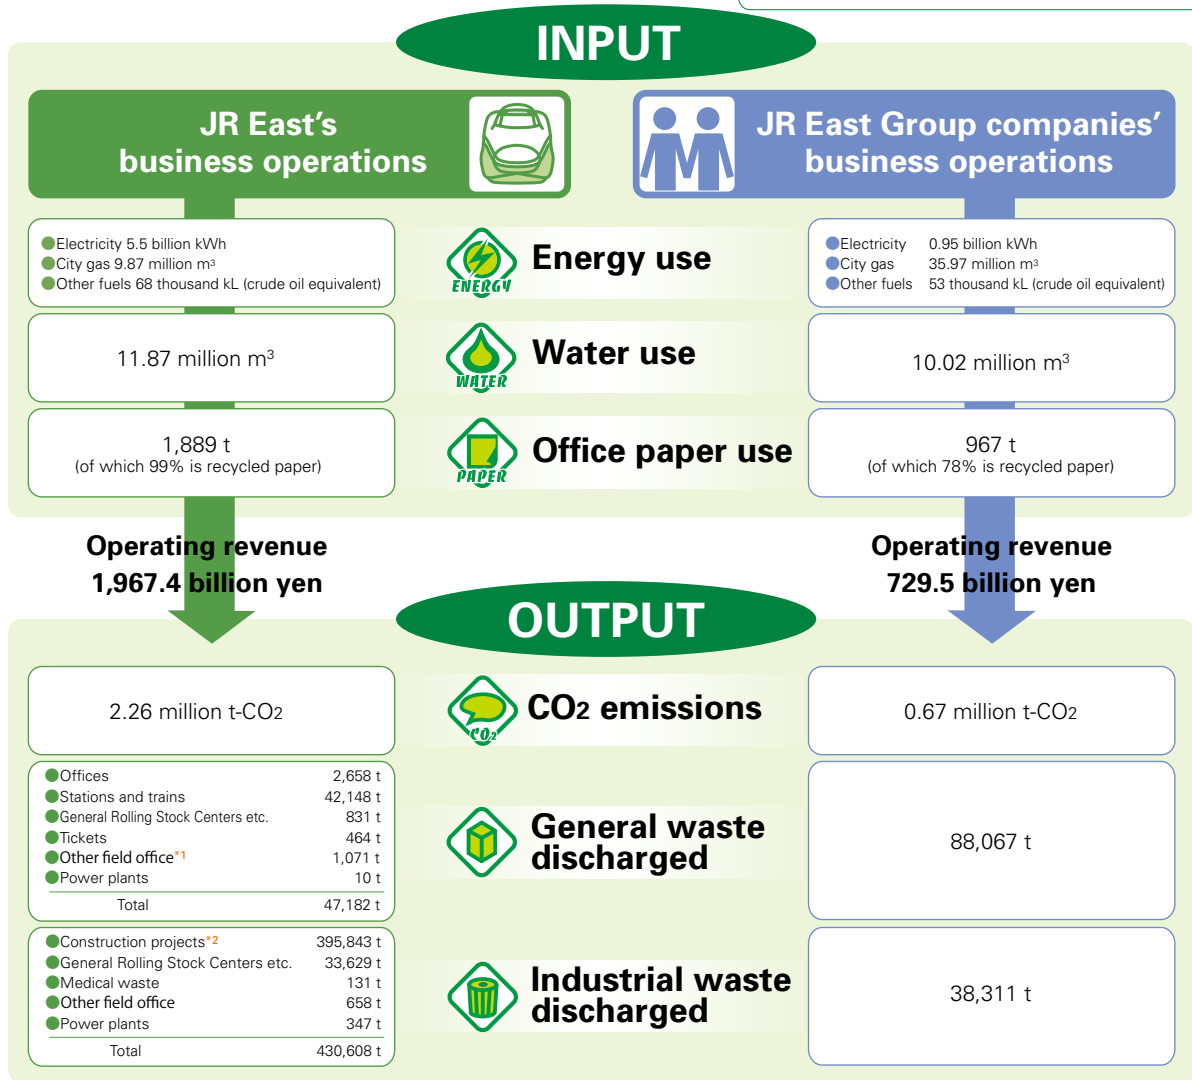 INPUT
JR East's
business operations
JR East Group companies'
business operations
Electricity 5.5 billion kWh
City gas 9.87 million m³
Other fuels 68 thousand kL (crude oil equivalent)
ENERGY
Energy use
Electricity 0.95 billion kWh
City gas 35.97 million m³
Other fuels 53 thousand kL (crude oil equivalent)
11.87 million m³
WATER
Water use
10.02 million m³
1,889 t
(of which 99% is recycled paper)
PAPER
Office paper use
967 t
(of which 78% is recycled paper)
Operating revenue
1,967.4 billion yen
Operating revenue
729.5 billion yen
OUTPUT
2.26 million t-CO2
CO2
CO2 emissions
0.67 million t-CO2
Offices 2,658 t
Stations and trains 42,148 t
General Rolling Stock Centers etc. 831 t
Tickets 464 t
Other field office*1 1,071 t
Power plants 10 t
Total 47,182 t
General waste
discharged
88,067 t
Construction projects*2 395,843 t
General Rolling Stock Centers etc. 33,629 t
Medical waste 131 t
Other field office 658 t
Power plants 347 t
Total 430,608 t
Industrial waste
discharged
38,311 t